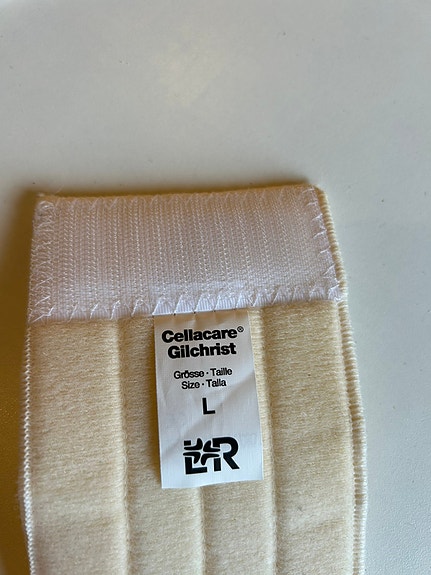 Cellacare®
Gilchrist
Grösse · Taille
Size · Talla
L
L&R